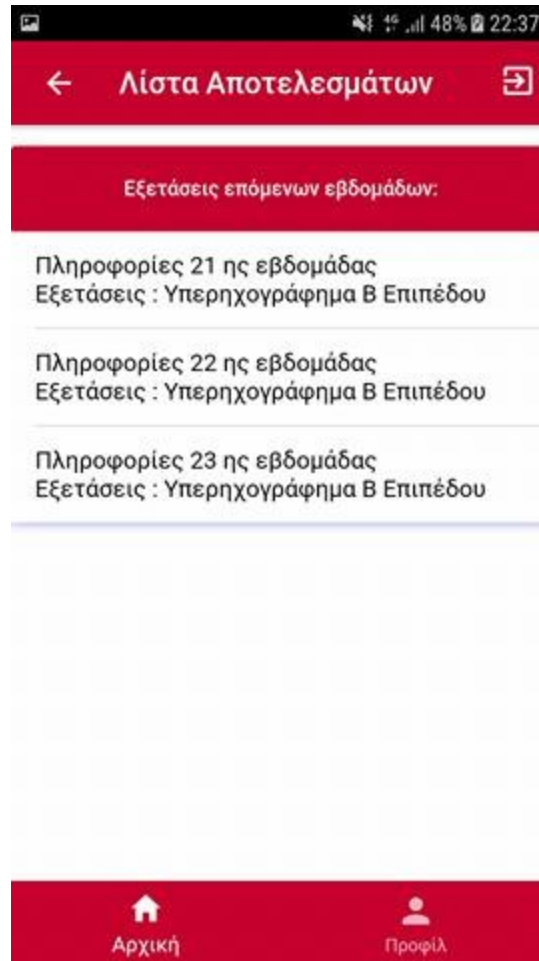 4G 48% 22:37
Λίστα Αποτελεσμάτων
Εξετάσεις επόμενων εβδομάδων:
Πληροφορίες 21 ης εβδομάδας
Εξετάσεις : Υπερηχογράφημα Β Επιπέδου
Πληροφορίες 22 ης εβδομάδας
Εξετάσεις : Υπερηχογράφημα Β Επιπέδου
Πληροφορίες 23 ης εβδομάδας
Εξετάσεις : Υπερηχογράφημα Β Επιπέδου
Αρχική Προφίλ